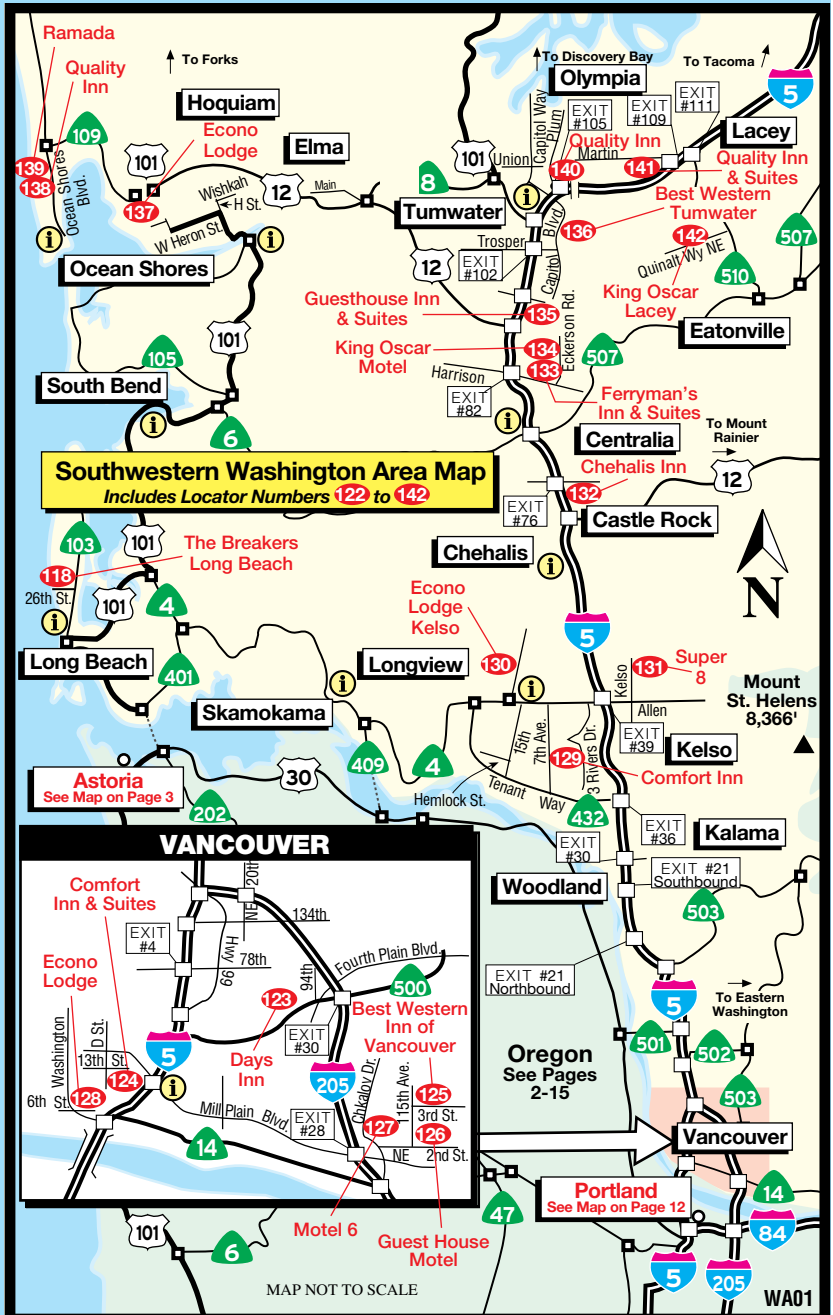 Ramada
Quality
Inn
To Forks
Hoquiam
Econo
Lodge
Elma
109
101
139
138
Ocean Shores
Blvd.
137
Wishkah
H St.
W Heron St.
12
Main
Ocean Shores
To Discovery Bay
Olympia
To Tacoma
5
EXIT
#105
EXIT
#109
EXIT
#111
Capitol Way
Plum
Lacey
101
Union
Quality Inn
140
Martin
141
Quality Inn
& Suites
8
Tumwater
Best Western
Tumwater
136
Trosper
EXIT
#102
Capitol Blvd.
142
Quinalt Wy NE
507
510
King Oscar
Lacey
12
Guesthouse Inn
& Suites
135
Eatonville
King Oscar
Motel
134
133
Eckerson Rd.
507
Harrison
EXIT
#82
Ferryman's
Inn & Suites
101
105
South Bend
6
Centralia
To Mount
Rainier
12
Southwestern Washington Area Map
Includes Locator Numbers 122 to 142
Chehalis Inn
132
EXIT
#76
Castle Rock
Chehalis
N
103
101
The Breakers
Long Beach
118
26th St.
101
4
Long Beach
401
Econo
Lodge
Kelso
130
5
Longview
Skamokama
131
Super
8
Kelso
Allen
Mount
St. Helens
8,366'
EXIT
#39
Kelso
15th
7th Ave.
129
3 Rivers Dr.
Comfort Inn
Tenant Way
Hemlock St.
432
409
4
Astoria
See Map on Page 3
30
202
EXIT
#36
Kalama
EXIT
#30
EXIT #21
Southbound
Woodland
503
EXIT #21
Northbound
5
To Eastern
Washington
501
502
503
Oregon
See Pages
2-15
Vancouver
14
Portland
See Map on Page 12
84
5
205
47
VANCOUVER
Comfort
Inn & Suites
NE 20th
134th
EXIT
#4
Hwy 99
78th
94th
Fourth Plain Blvd.
500
Econo
Lodge
123
EXIT
#30
Best Western
Inn of
Vancouver
Washington
D St.
13th St.
124
5
Days
Inn
205
Chkalov Dr.
115th Ave.
125
3rd St.
6th St.
128
Mill Plain Blvd.
EXIT
#28
127
126
NE 2nd St.
14
Motel 6
Guest House
Motel
101
6
MAP NOT TO SCALE
WA01